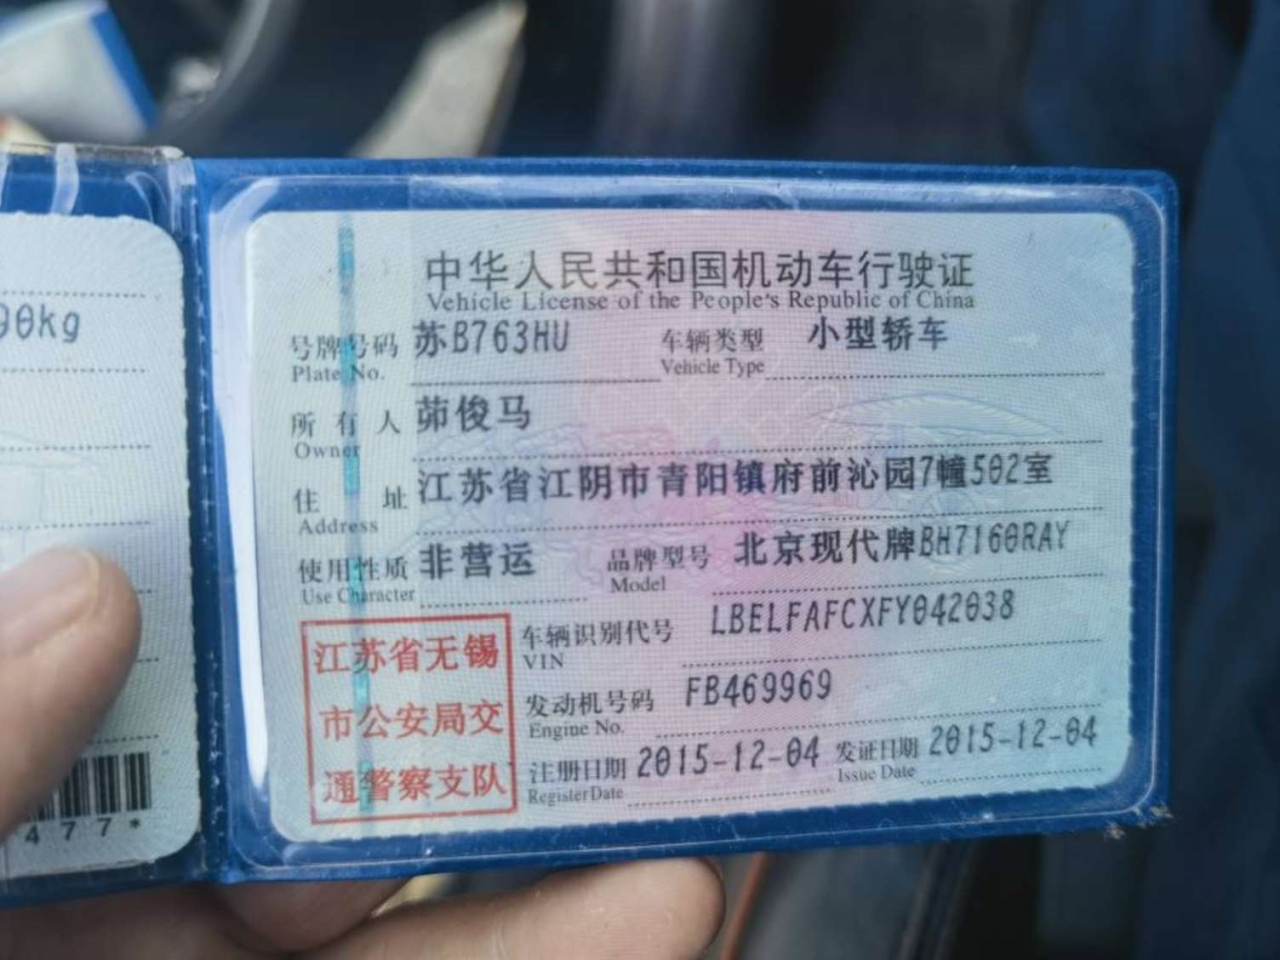 中华人民共和国机动车行驶证
Vehicle License of the People's Republic of China
号牌号码 苏B763HU 车辆类型 小型轿车
Plate No. Vehicle Type
所有人 茆俊马
Owner
住址 江苏省江阴市青阳镇府前沁园7幢502室
Address
使用性质 非营运 品牌型号 北京现代牌BH7160RAY
Use Character Model
车辆识别代号 LBELFAFCXFY042038
VIN
发动机号码 FB469969
Engine No.
注册日期 2015-12-04 发证日期 2015-12-04
Register Date Issue Date
江苏省无锡
市公安局交
通警察支队
90kg
477*